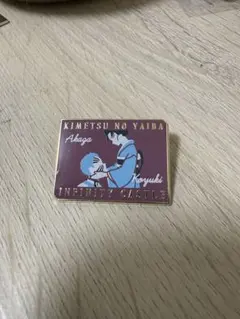 KIMETSU NO YAIBA
Akaza
Koyuki
INFINITY CASTLE